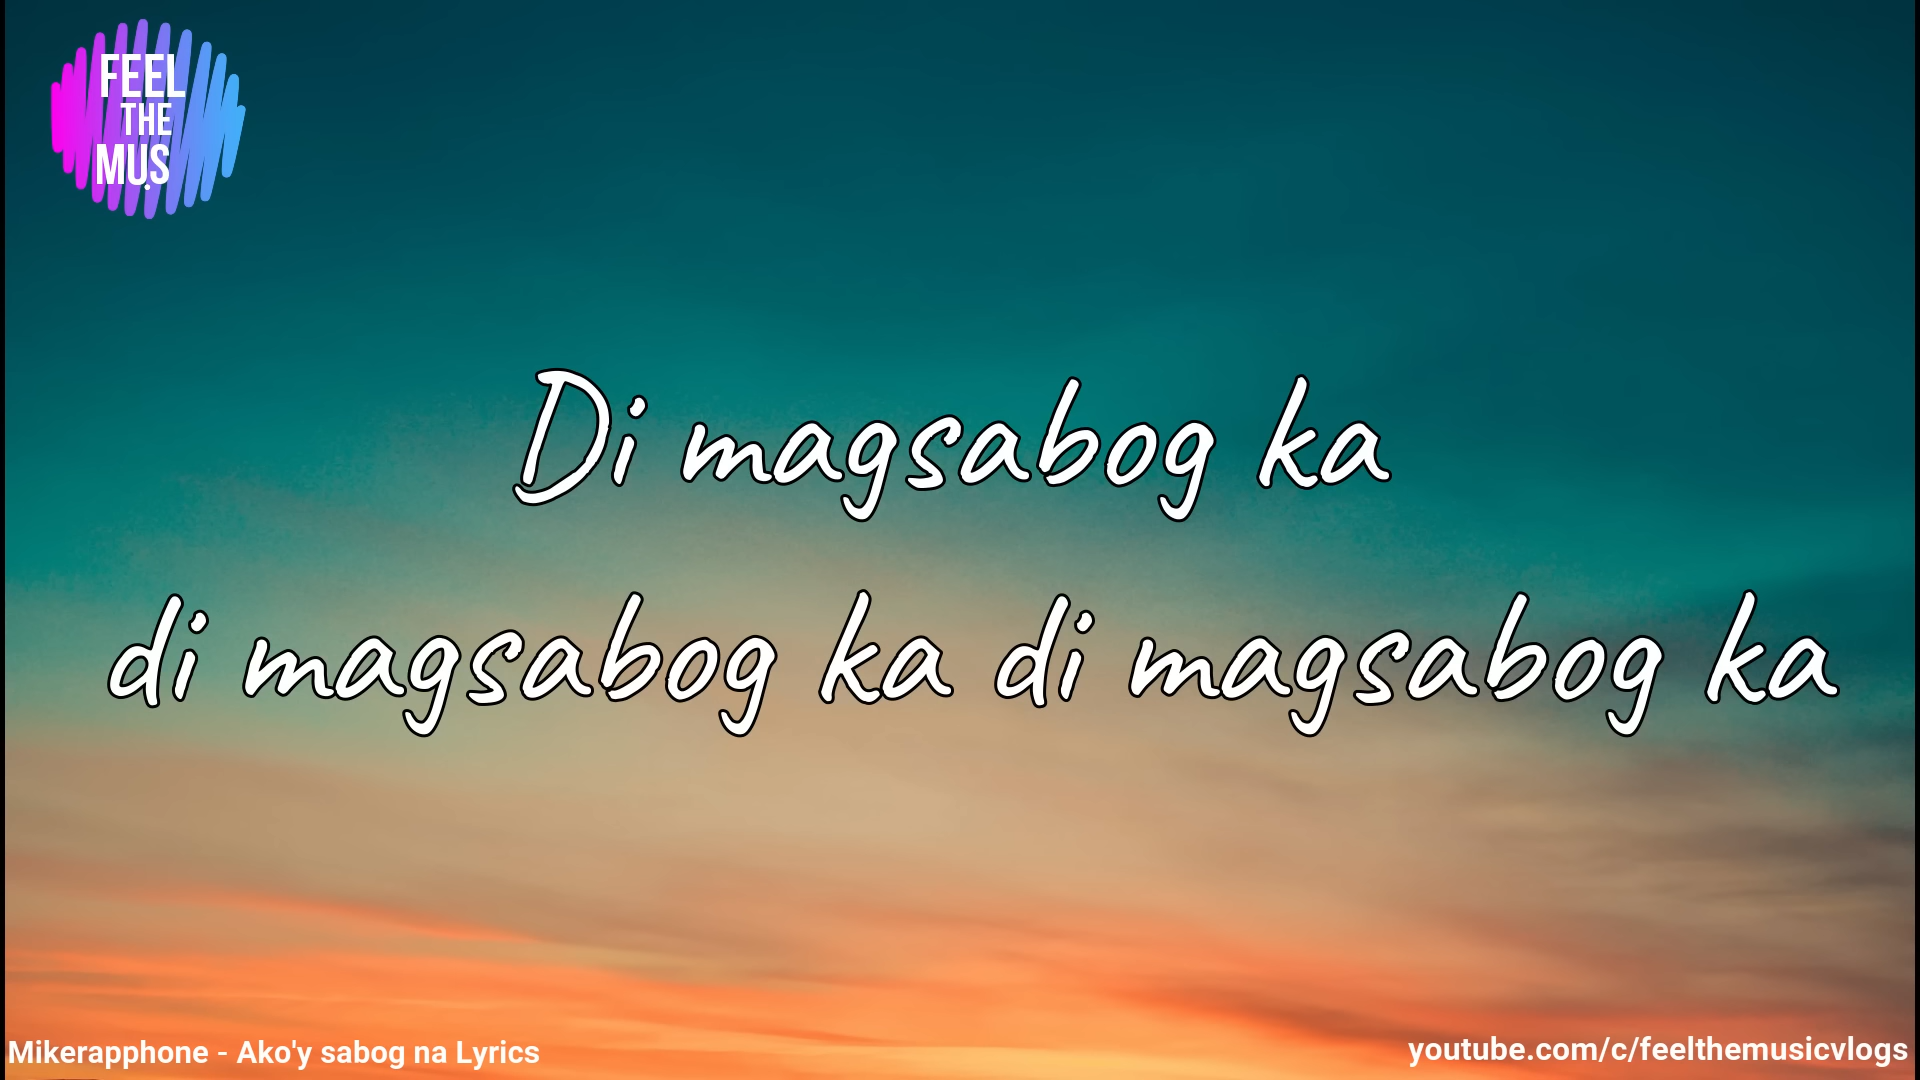 FEEL
THE
MUS
Di magsabog ka
di magsabog ka di magsabog ka
Mikerapphone - Ako'y sabog na Lyrics
youtube.com/c/feelthemusicvlogs